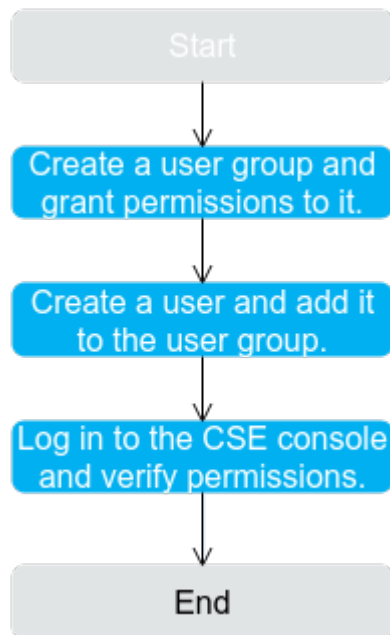 Start
Create a user group and
grant permissions to it.
Create a user and add it
to the user group.
Log in to the CSE console
and verify permissions.
End